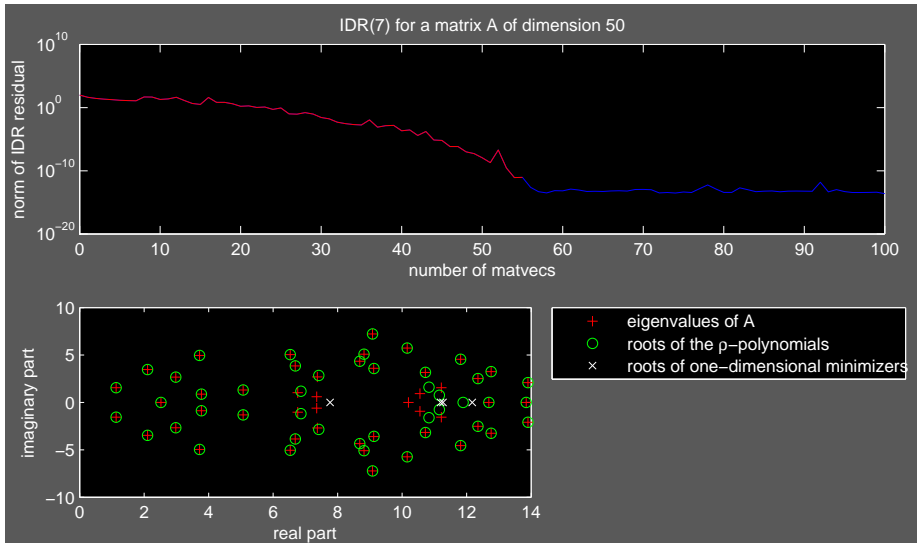 IDR(7) for a matrix A of dimension 50
norm of IDR residual
10^10
10^0
10^-10
10^-20
0 10 20 30 40 50 60 70 80 90 100
number of matvecs
imaginary part
10
5
0
−5
−10
0 2 4 6 8 10 12 14
real part
eigenvalues of A
roots of the ρ−polynomials
roots of one−dimensional minimizers